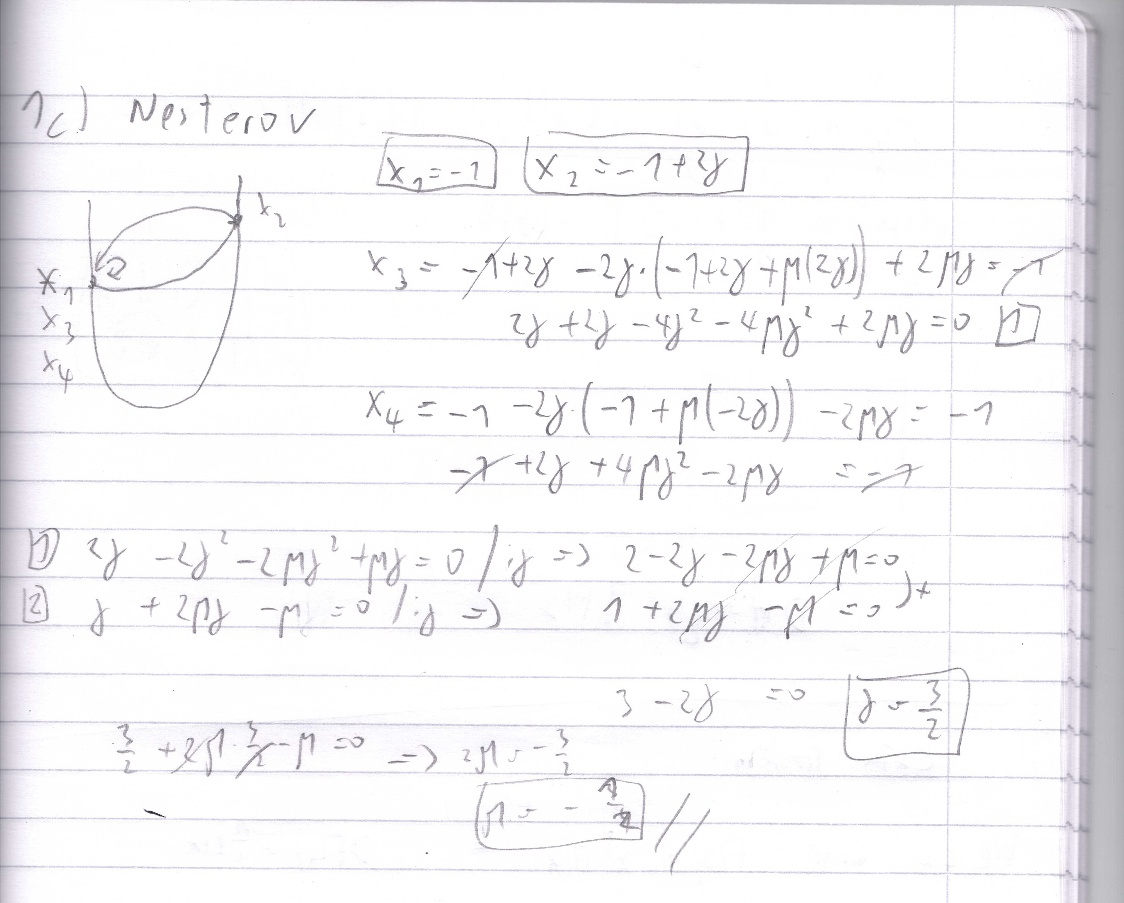 1c) Nesterov
x₁=-1 x₂=-1+2γ
x₂
x₁
x₃
x₄
x₃ = -1+2γ -2γ·(-1+2γ+μ(2γ)) + 2μγ = -1
2γ + 2γ - 4γ² - 4μγ² + 2μγ = 0 1
x₄ = -1 -2γ·(-1 + μ(-2γ)) -2μγ = -1
-1 +2γ +4μγ² -2μγ = -1
1 2γ -2γ² -2μγ² +μγ = 0 /:γ => 2-2γ -2μγ +μ=0
2 γ + 2μγ -μ = 0 /:γ => 1 +2μγ -μ =0 )+
3 -2γ =0 γ = 3/2
3/2 + 2μ·3/2 - μ = 0 => 2μ = -3/2
μ = -